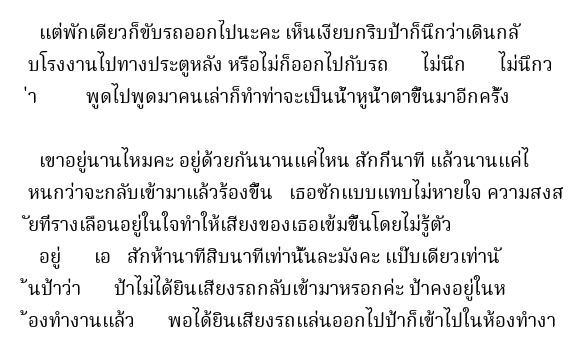 แต่พักเดียวก็ขับรถออกไปนะคะ เห็นเงียบกริบป้าก็นึกว่าเดินกลั
บโรงงานไปทางประตูหลัง หรือไม่ก็ออกไปกับรถ ไม่นึก ไม่นึกว
่า พูดไปพูดมาคนเล่าก็ทำท่าจะเป็นน้ำหูน้ำตาขึ้นมาอีกครั้ง

เขาอยู่นานไหมคะ อยู่ด้วยกันนานแค่ไหน สักกี่นาที แล้วนานแค่ไ
หนกว่าจะกลับเข้ามาแล้วร้องขึ้น เธอซักแบบแทบไม่หายใจ ความสงส
ัยที่รางเลือนอยู่ในใจทำให้เสียงของเธอเข้มขึ้นโดยไม่รู้ตัว
อยู่ เอ สักห้านาทีสิบนาทีเท่านั้นละมังคะ แป๊บเดียวเท่านั
้นป้าว่า ป้าไม่ได้ยินเสียงรถกลับเข้ามาหรอกค่ะ ป้าคงอยู่ในห
้องทำงานแล้ว พอได้ยินเสียงรถแล่นออกไปป้าก็เข้าไปในห้องทำงา